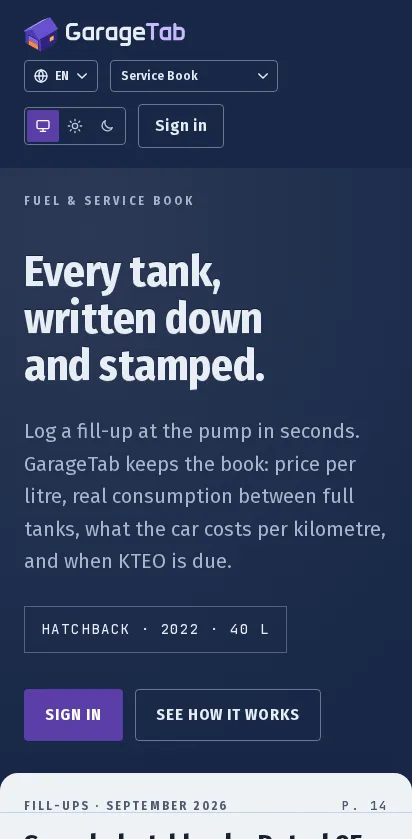 GarageTab
EN
Service Book
Sign in
FUEL & SERVICE BOOK
Every tank,
written down
and stamped.
Log a fill-up at the pump in seconds.
GarageTab keeps the book: price per
litre, real consumption between full
tanks, what the car costs per kilometre,
and when KTEO is due.
HATCHBACK · 2022 · 40 L
SIGN IN
SEE HOW IT WORKS
FILL-UPS · SEPTEMBER 2026
P. 14